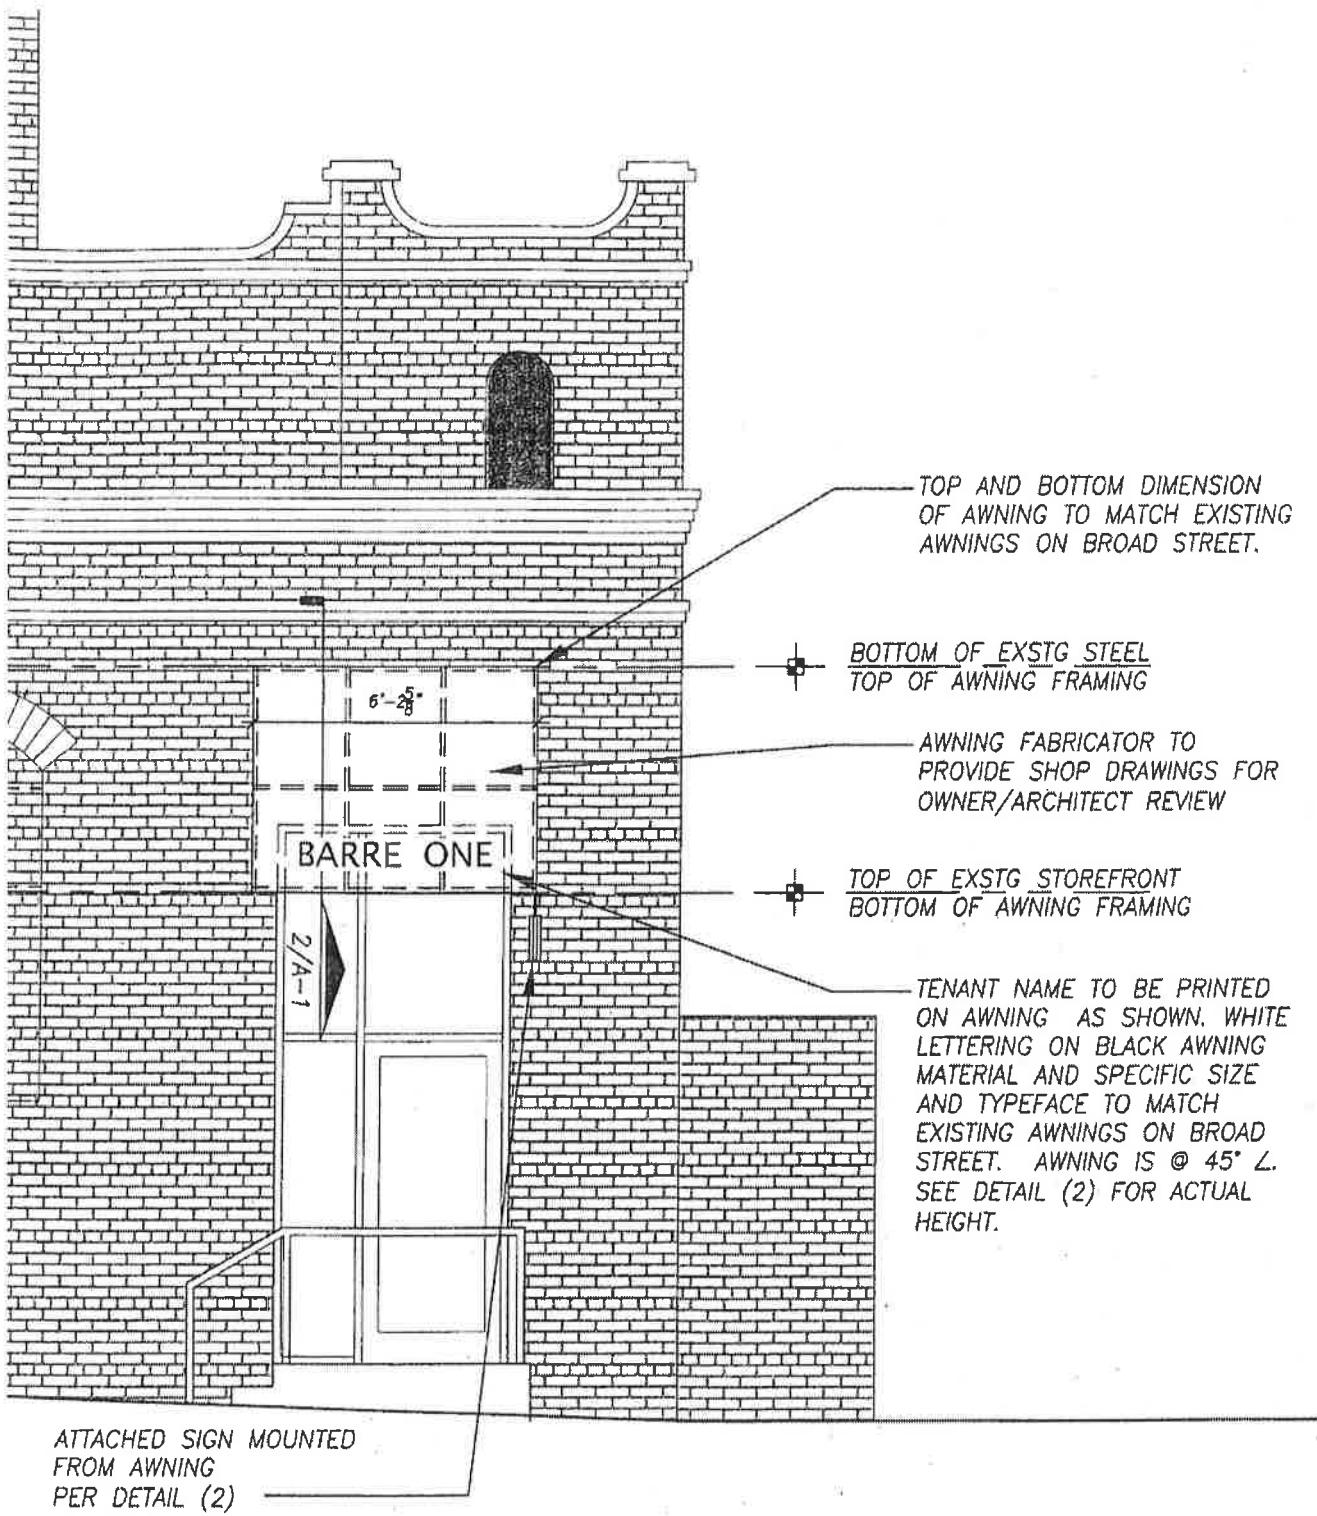 TOP AND BOTTOM DIMENSION
OF AWNING TO MATCH EXISTING
AWNINGS ON BROAD STREET.
BOTTOM OF EXSTG STEEL
TOP OF AWNING FRAMING
6'-2 5/8"
AWNING FABRICATOR TO
PROVIDE SHOP DRAWINGS FOR
OWNER/ARCHITECT REVIEW
BARRE ONE
TOP OF EXSTG STOREFRONT
BOTTOM OF AWNING FRAMING
2/A-1
TENANT NAME TO BE PRINTED
ON AWNING AS SHOWN. WHITE
LETTERING ON BLACK AWNING
MATERIAL AND SPECIFIC SIZE
AND TYPEFACE TO MATCH
EXISTING AWNINGS ON BROAD
STREET. AWNING IS @ 45° ∠.
SEE DETAIL (2) FOR ACTUAL
HEIGHT.
ATTACHED SIGN MOUNTED
FROM AWNING
PER DETAIL (2)